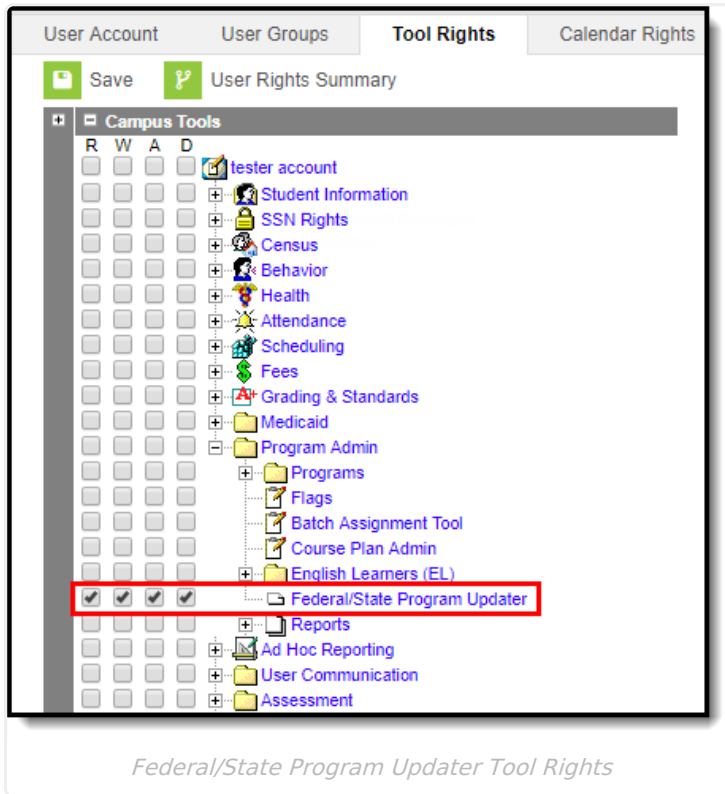 User Account User Groups Tool Rights Calendar Rights
Save User Rights Summary
Campus Tools
R W A D
tester account
Student Information
SSN Rights
Census
Behavior
Health
Attendance
Scheduling
Fees
A+ Grading & Standards
Medicaid
Program Admin
Programs
Flags
Batch Assignment Tool
Course Plan Admin
English Learners (EL)
Federal/State Program Updater
Reports
Ad Hoc Reporting
User Communication
Assessment
Federal/State Program Updater Tool Rights